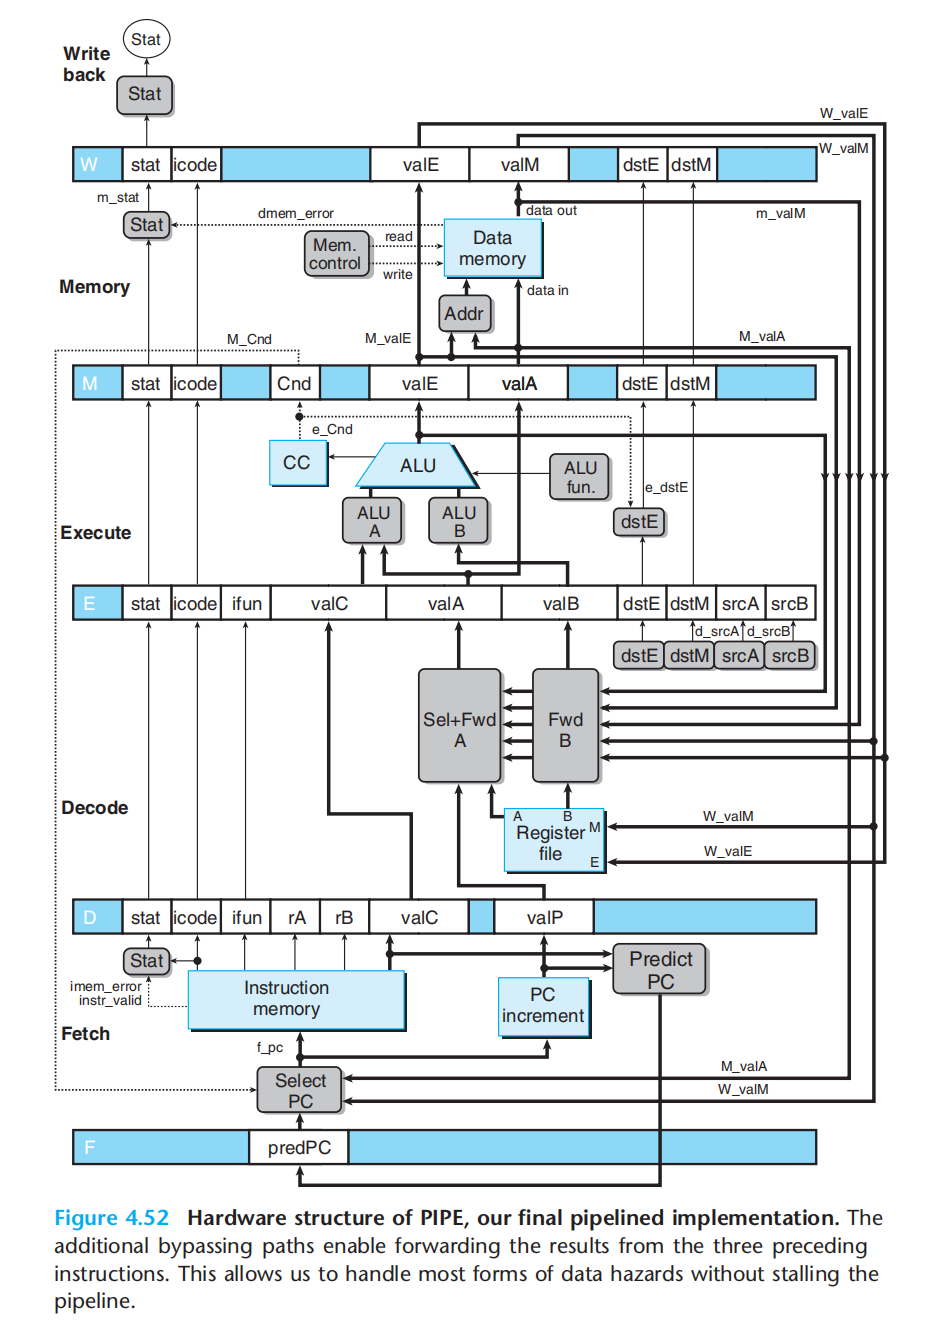 Stat
Write
back
Stat
W_valE
W_valM
W stat icode valE valM dstE dstM
m_stat
data out
m_valM
Stat
dmem_error
read
Mem.
control
write
Data
memory
Memory
data in
Addr
M_Cnd
M_valE
M_valA
M stat icode Cnd valE valA dstE dstM
e_Cnd
CC
ALU
ALU
fun.
e_dstE
ALU
A
ALU
B
dstE
Execute
E stat icode ifun valC valA valB dstE dstM srcA srcB
d_srcA d_srcB
dstE dstM srcA srcB
Sel+Fwd
A
Fwd
B
Decode
A B
Register
file
M
E
W_valM
W_valE
D stat icode ifun rA rB valC valP
Stat
Predict
PC
imem_error
instr_valid
Instruction
memory
PC
increment
Fetch
f_pc
M_valA
Select
PC
W_valM
F predPC
Figure 4.52 Hardware structure of PIPE, our final pipelined implementation. The
additional bypassing paths enable forwarding the results from the three preceding
instructions. This allows us to handle most forms of data hazards without stalling the
pipeline.